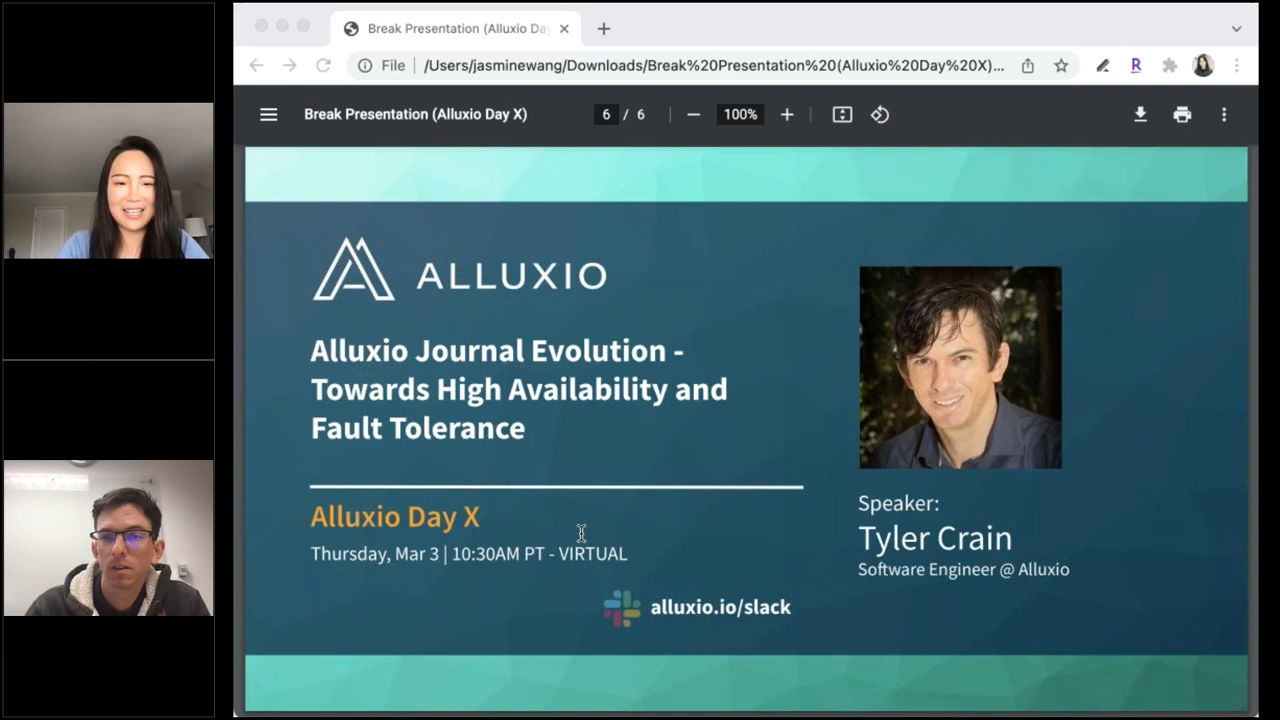 Break Presentation (Alluxio Da
File
/Users/jasminewang/Downloads/Break%20Presentation%20(Alluxio%20Day%20X)...
R
Break Presentation (Alluxio Day X)
6 / 6
100%
ALLUXIO
Alluxio Journal Evolution -
Towards High Availability and
Fault Tolerance
Alluxio Day X
Thursday, Mar 3 | 10:30AM PT - VIRTUAL
alluxio.io/slack
Speaker:
Tyler Crain
Software Engineer @ Alluxio